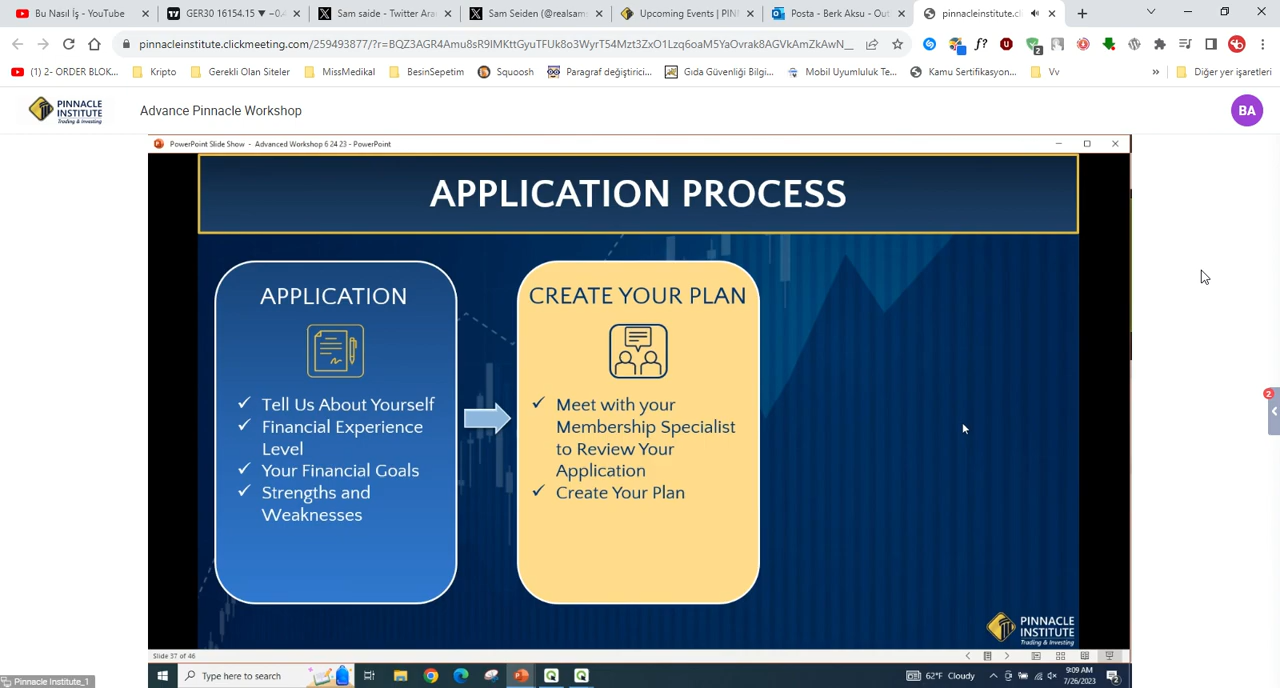 Bu Nasıl İş - YouTube
GER30 16154.15 ▼ −0.
Sam saide - Twitter Ara
Sam Seiden (@realsam
Upcoming Events | PIN
Posta - Berk Aksu - Out
pinnacleinstitute.cli
pinnacleinstitute.clickmeeting.com/259493877/?r=BQZ3AGR4Amu8sR9IMKttGyuTFUk8o3WyrT54Mzt3ZxO1Lzq6oaM5YaOvrak8AGVkAmZkAwN_
(1) 2- ORDER BLOK...
Kripto
Gerekli Olan Siteler
MissMedikal
BesinSepetim
Squoosh
Paragraf değiştirici...
Gıda Güvenliği Bilgi...
Mobil Uyumluluk Te...
Kamu Sertifikasyon...
Vv
»
Diğer yer işaretleri
PINNACLE
INSTITUTE
Trading & Investing
Advance Pinnacle Workshop
BA
PowerPoint Slide Show - Advanced Workshop 6 24 23 - PowerPoint
APPLICATION PROCESS
APPLICATION
✓ Tell Us About Yourself
✓ Financial Experience
Level
✓ Your Financial Goals
✓ Strengths and
Weaknesses
CREATE YOUR PLAN
✓ Meet with your
Membership Specialist
to Review Your
Application
✓ Create Your Plan
2
PINNACLE
INSTITUTE
Trading & Investing
Slide 37 of 46
Type here to search
62°F Cloudy
9:09 AM
7/26/2023
2
Pinnacle Institute_1